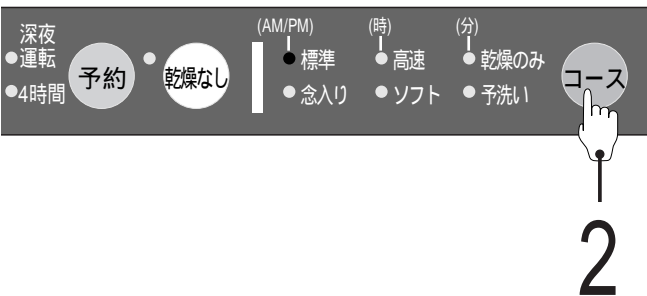 深夜
運転
4時間
予約
乾燥なし
(AM/PM)
(時)
(分)
標準
高速
乾燥のみ
念入り
ソフト
予洗い
コース
2